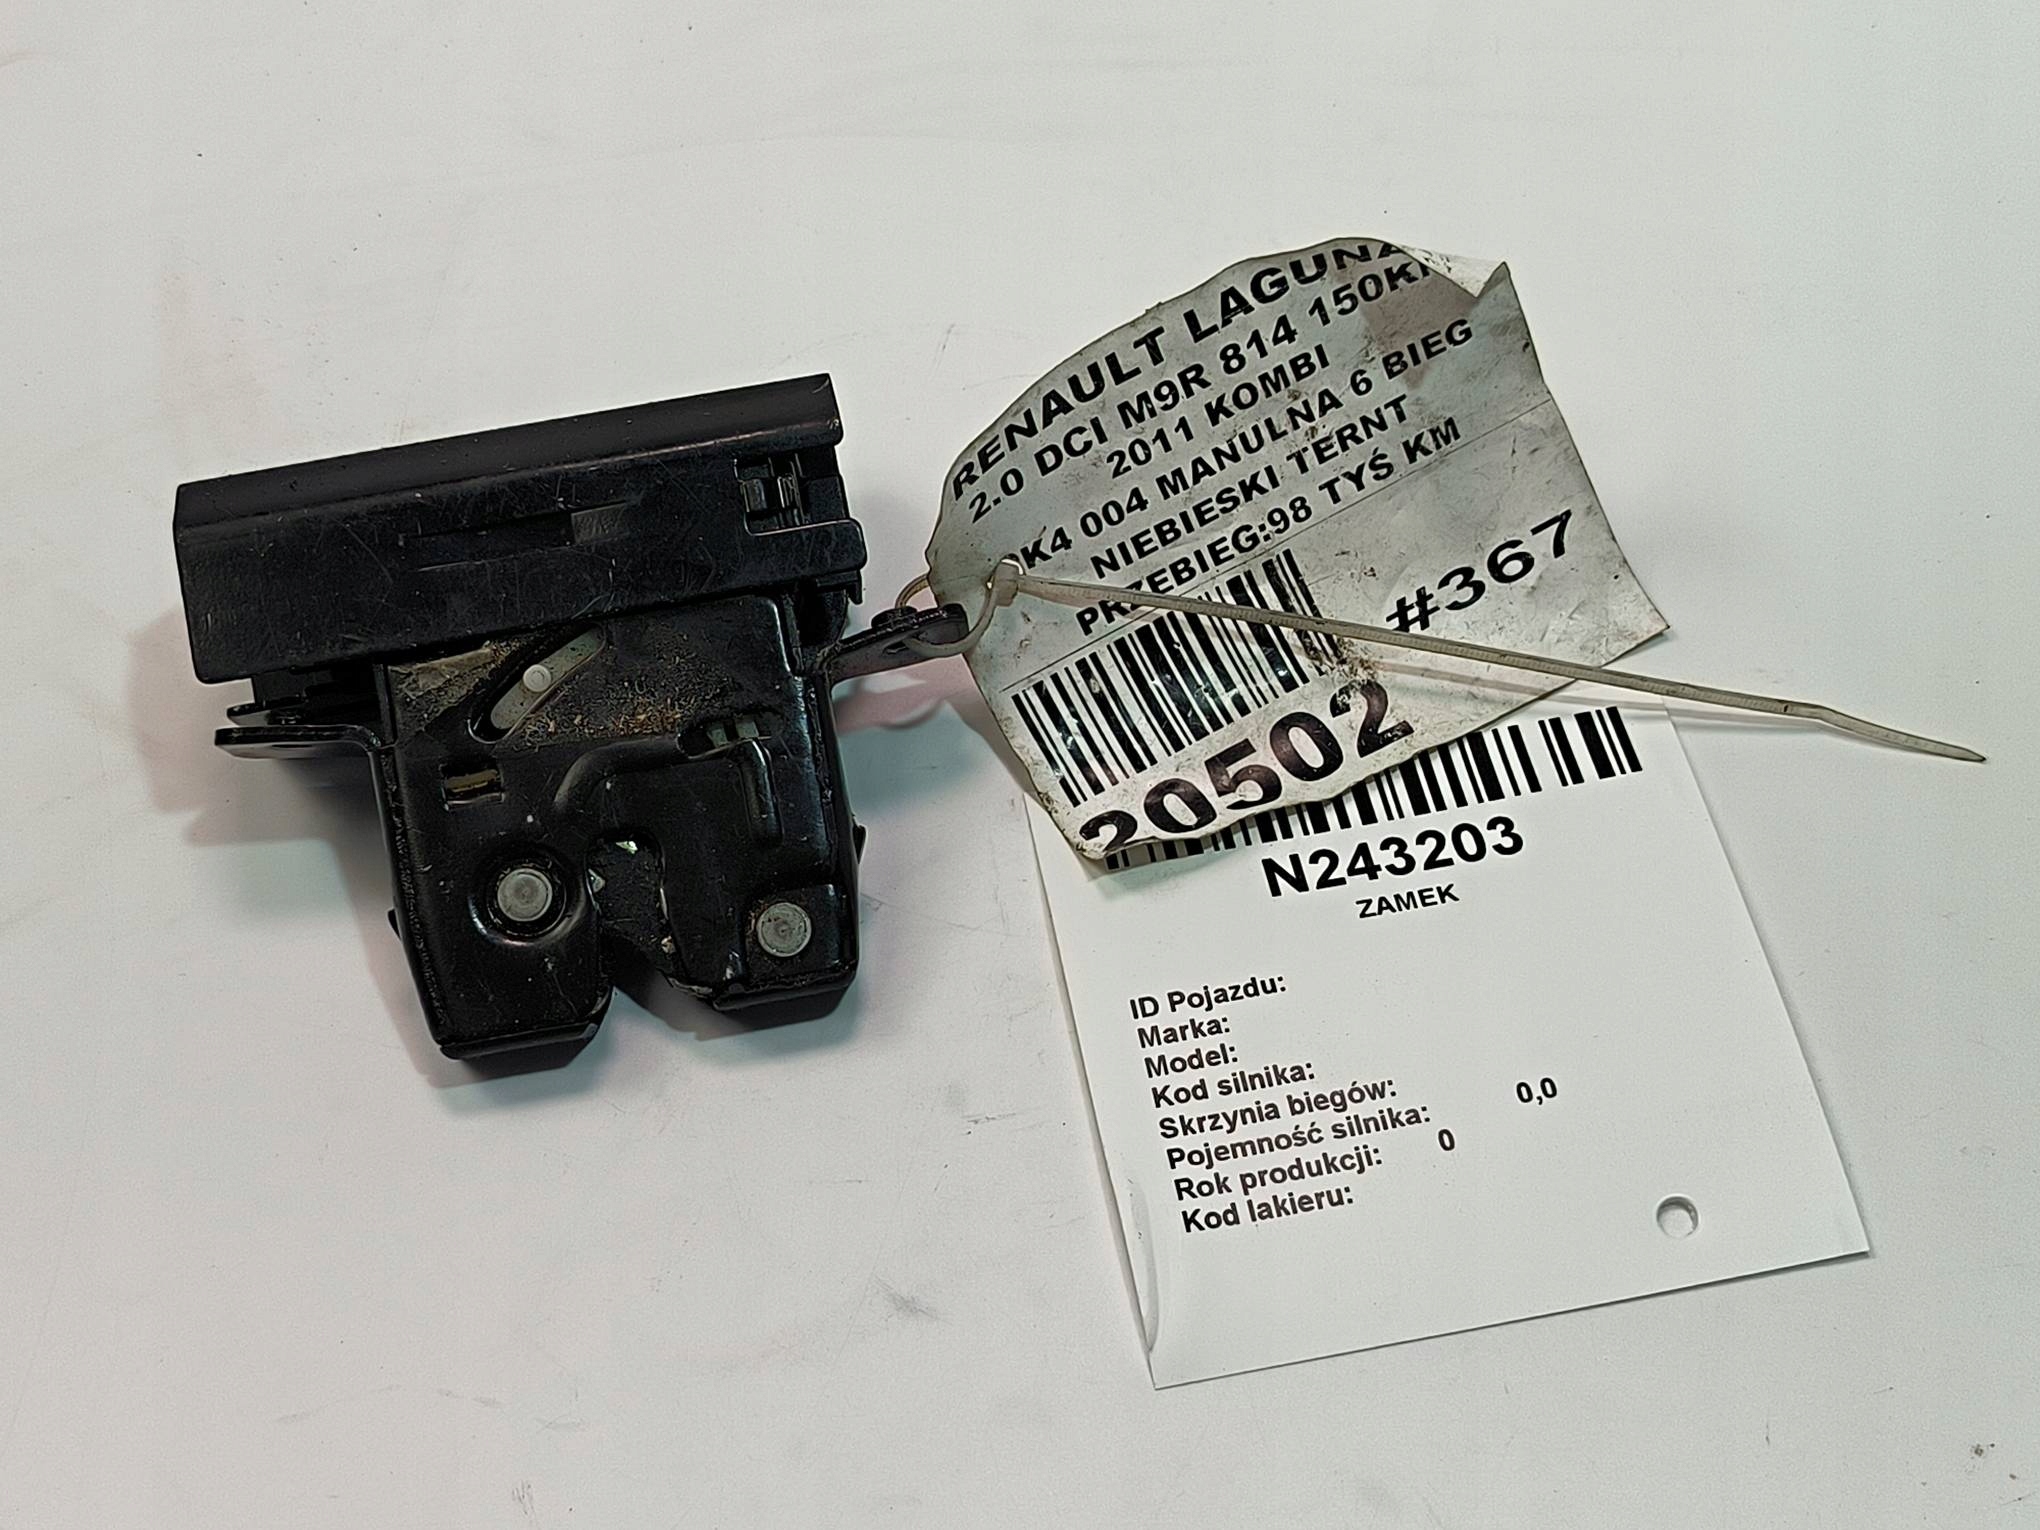 RENAULT LAGUNA
2.0 DCI M9R 814 150KM
2011 KOMBI
PK4 004 MANULNA 6 BIEG
NIEBIESKI TERNT
PRZEBIEG:98 TYŚ KM
#367
20502
N243203
ZAMEK
ID Pojazdu:
Marka:
Model:
Kod silnika:
Skrzynia biegów:
Pojemność silnika: 0,0
Rok produkcji: 0
Kod lakieru: